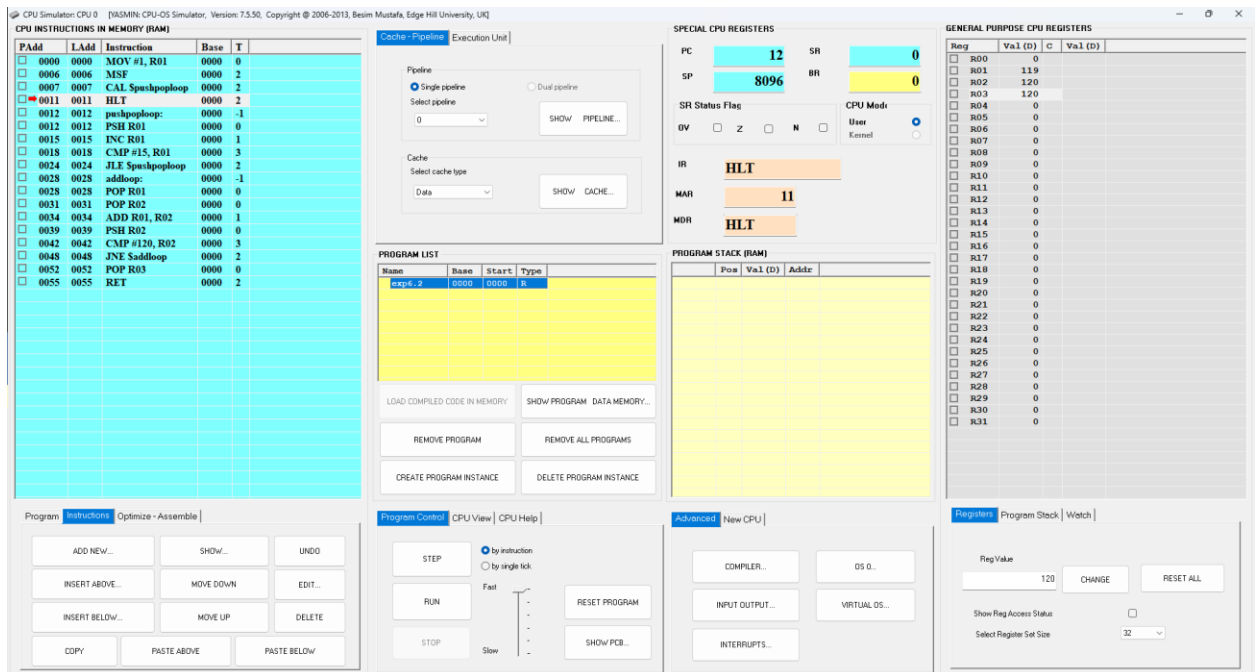 CPU Simulator: CPU 0 [YASMIN: CPU-OS Simulator, Version: 7.5.50, Copyright @ 2006-2013, Besim Mustafa, Edge Hill University, UK]
CPU INSTRUCTIONS IN MEMORY (RAM)
PAdd LAdd Instruction Base T
0000 0000 MOV #1, R01 0000 0
0006 0006 MSF 0000 2
0007 0007 CAL $pushpoploop 0000 2
0011 0011 HLT 0000 2
0012 0012 pushpoploop: 0000 -1
0012 0012 PSH R01 0000 0
0015 0015 INC R01 0000 1
0018 0018 CMP #15, R01 0000 3
0024 0024 JLE $pushpoploop 0000 2
0028 0028 addloop: 0000 -1
0028 0028 POP R01 0000 0
0031 0031 POP R02 0000 0
0034 0034 ADD R01, R02 0000 1
0039 0039 PSH R02 0000 0
0042 0042 CMP #120, R02 0000 3
0048 0048 JNE $addloop 0000 2
0052 0052 POP R03 0000 0
0055 0055 RET 0000 2
Program Instructions Optimize - Assemble
ADD NEW... SHOW... UNDO
INSERT ABOVE... MOVE DOWN EDIT...
INSERT BELOW... MOVE UP DELETE
COPY PASTE ABOVE PASTE BELOW
Cache - Pipeline Execution Unit
Pipeline
Single pipeline Dual pipeline
Select pipeline
0 SHOW PIPELINE...
Cache
Select cache type
Data SHOW CACHE...
PROGRAM LIST
Name Base Start Type
exp6.2 0000 0000 R
LOAD COMPILED CODE IN MEMORY SHOW PROGRAM DATA MEMORY...
REMOVE PROGRAM REMOVE ALL PROGRAMS
CREATE PROGRAM INSTANCE DELETE PROGRAM INSTANCE
Program Control CPU View CPU Help
STEP by instruction
by single tick
RUN Fast RESET PROGRAM
STOP Slow SHOW PCB...
SPECIAL CPU REGISTERS
PC 12 SR 0
SP 8096 BR 0
SR Status Flag CPU Mode
OV Z N User
Kernel
IR HLT
MAR 11
MDR HLT
PROGRAM STACK (RAM)
Pos Val (D) Addr
Advanced New CPU
COMPILER... OS 0...
INPUT OUTPUT... VIRTUAL OS...
INTERRUPTS...
GENERAL PURPOSE CPU REGISTERS
Reg Val (D) C Val (D)
R00 0
R01 119
R02 120
R03 120
R04 0
R05 0
R06 0
R07 0
R08 0
R09 0
R10 0
R11 0
R12 0
R13 0
R14 0
R15 0
R16 0
R17 0
R18 0
R19 0
R20 0
R21 0
R22 0
R23 0
R24 0
R25 0
R26 0
R27 0
R28 0
R29 0
R30 0
R31 0
Registers Program Stack Watch
Reg Value
120 CHANGE RESET ALL
Show Reg Access Status
Select Register Set Size 32